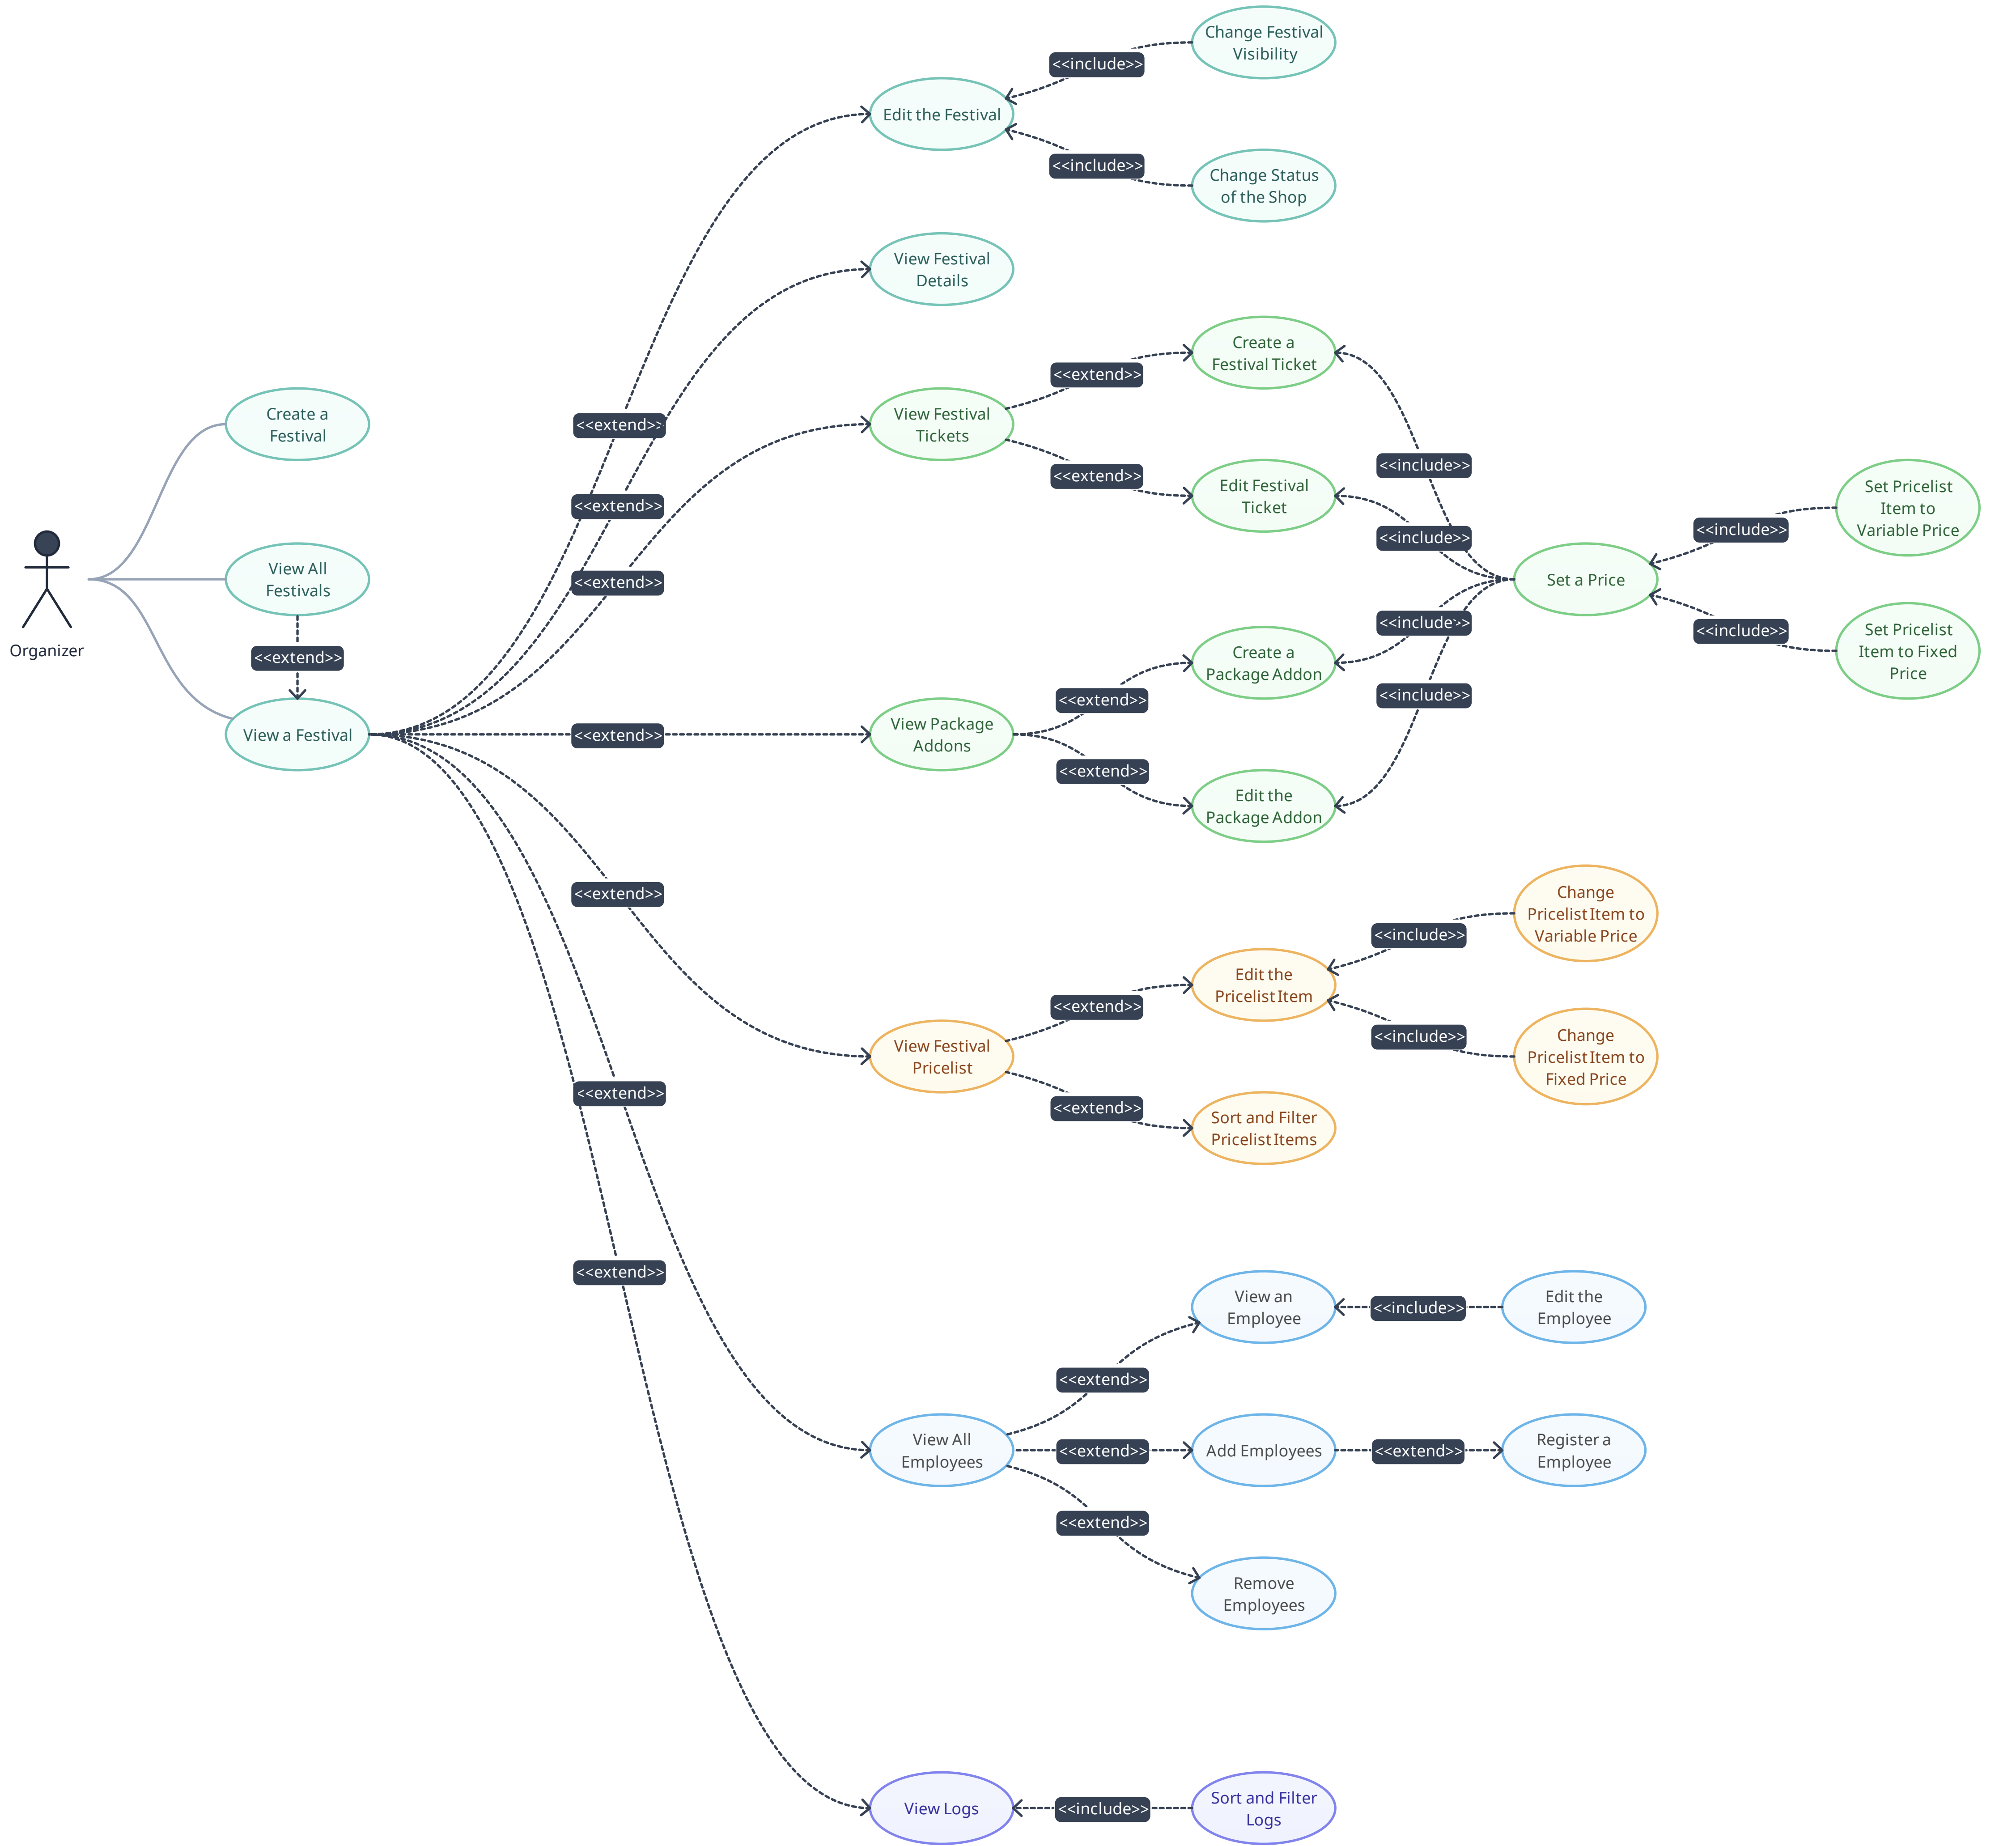 Change Festival
Visibility
<<include>>
Edit the Festival
<<include>>
Change Status
of the Shop
View Festival
Details
Create a
Festival Ticket
<<extend>>
View Festival
Tickets
<<extend>>
Edit Festival
Ticket
Create a
Festival
<<extend>>
<<include>>
Set Pricelist
Item to
Variable Price
<<extend>>
<<include>>
<<include>>
View All
Festivals
<<extend>>
Set a Price
Organizer
<<extend>>
<<include>>
<<include>>
Set Pricelist
Item to Fixed
Price
Create a
Package Addon
<<extend>>
<<include>>
View a Festival
<<extend>>
View Package
Addons
<<extend>>
Edit the
Package Addon
<<extend>>
Change
Pricelist Item to
Variable Price
<<include>>
Edit the
Pricelist Item
<<extend>>
<<include>>
Change
Pricelist Item to
Fixed Price
View Festival
Pricelist
<<extend>>
<<extend>>
Sort and Filter
Pricelist Items
<<extend>>
View an
Employee
<<include>>
Edit the
Employee
<<extend>>
View All
Employees
<<extend>>
Add Employees
<<extend>>
Register a
Employee
<<extend>>
Remove
Employees
View Logs
<<include>>
Sort and Filter
Logs